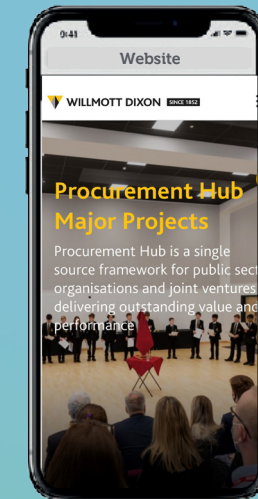 9:41
Website
WILLMOTT DIXON SINCE 1852
Procurement Hub
Major Projects
Procurement Hub is a single
source framework for public sect
organisations and joint ventures
delivering outstanding value and
performance